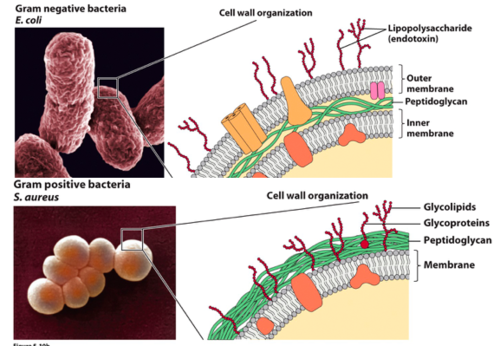 Gram negative bacteria
E. coli
Cell wall organization
Lipopolysaccharide
(endotoxin)
Outer
membrane
Peptidoglycan
Inner
membrane
Gram positive bacteria
S. aureus
Cell wall organization
Glycolipids
Glycoproteins
Peptidoglycan
Membrane